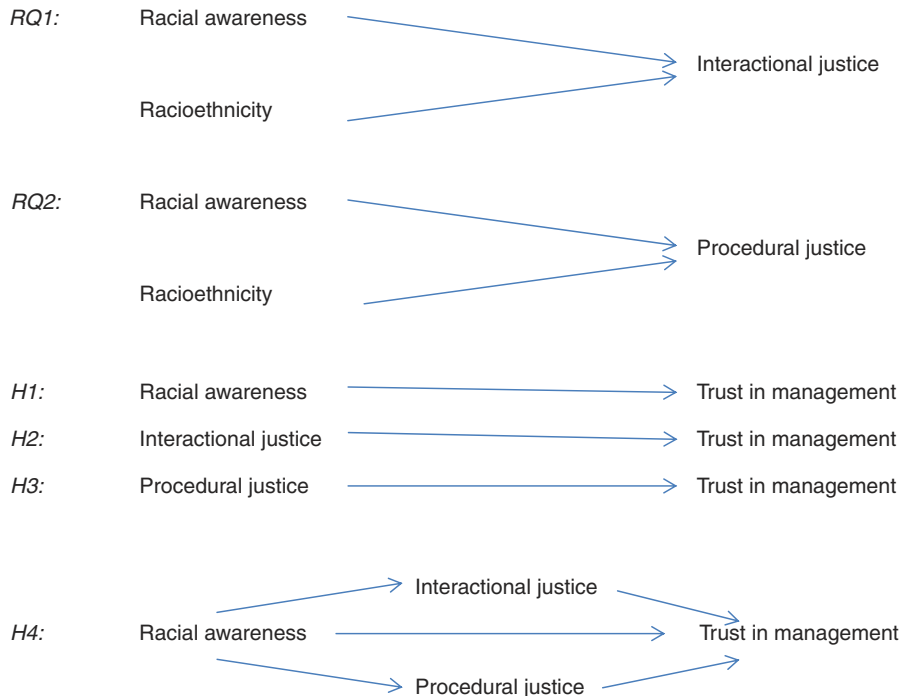 RQ1: Racial awareness
Interactional justice
Racioethnicity
RQ2: Racial awareness
Procedural justice
Racioethnicity
H1: Racial awareness Trust in management
H2: Interactional justice Trust in management
H3: Procedural justice Trust in management
Interactional justice
H4: Racial awareness Trust in management
Procedural justice